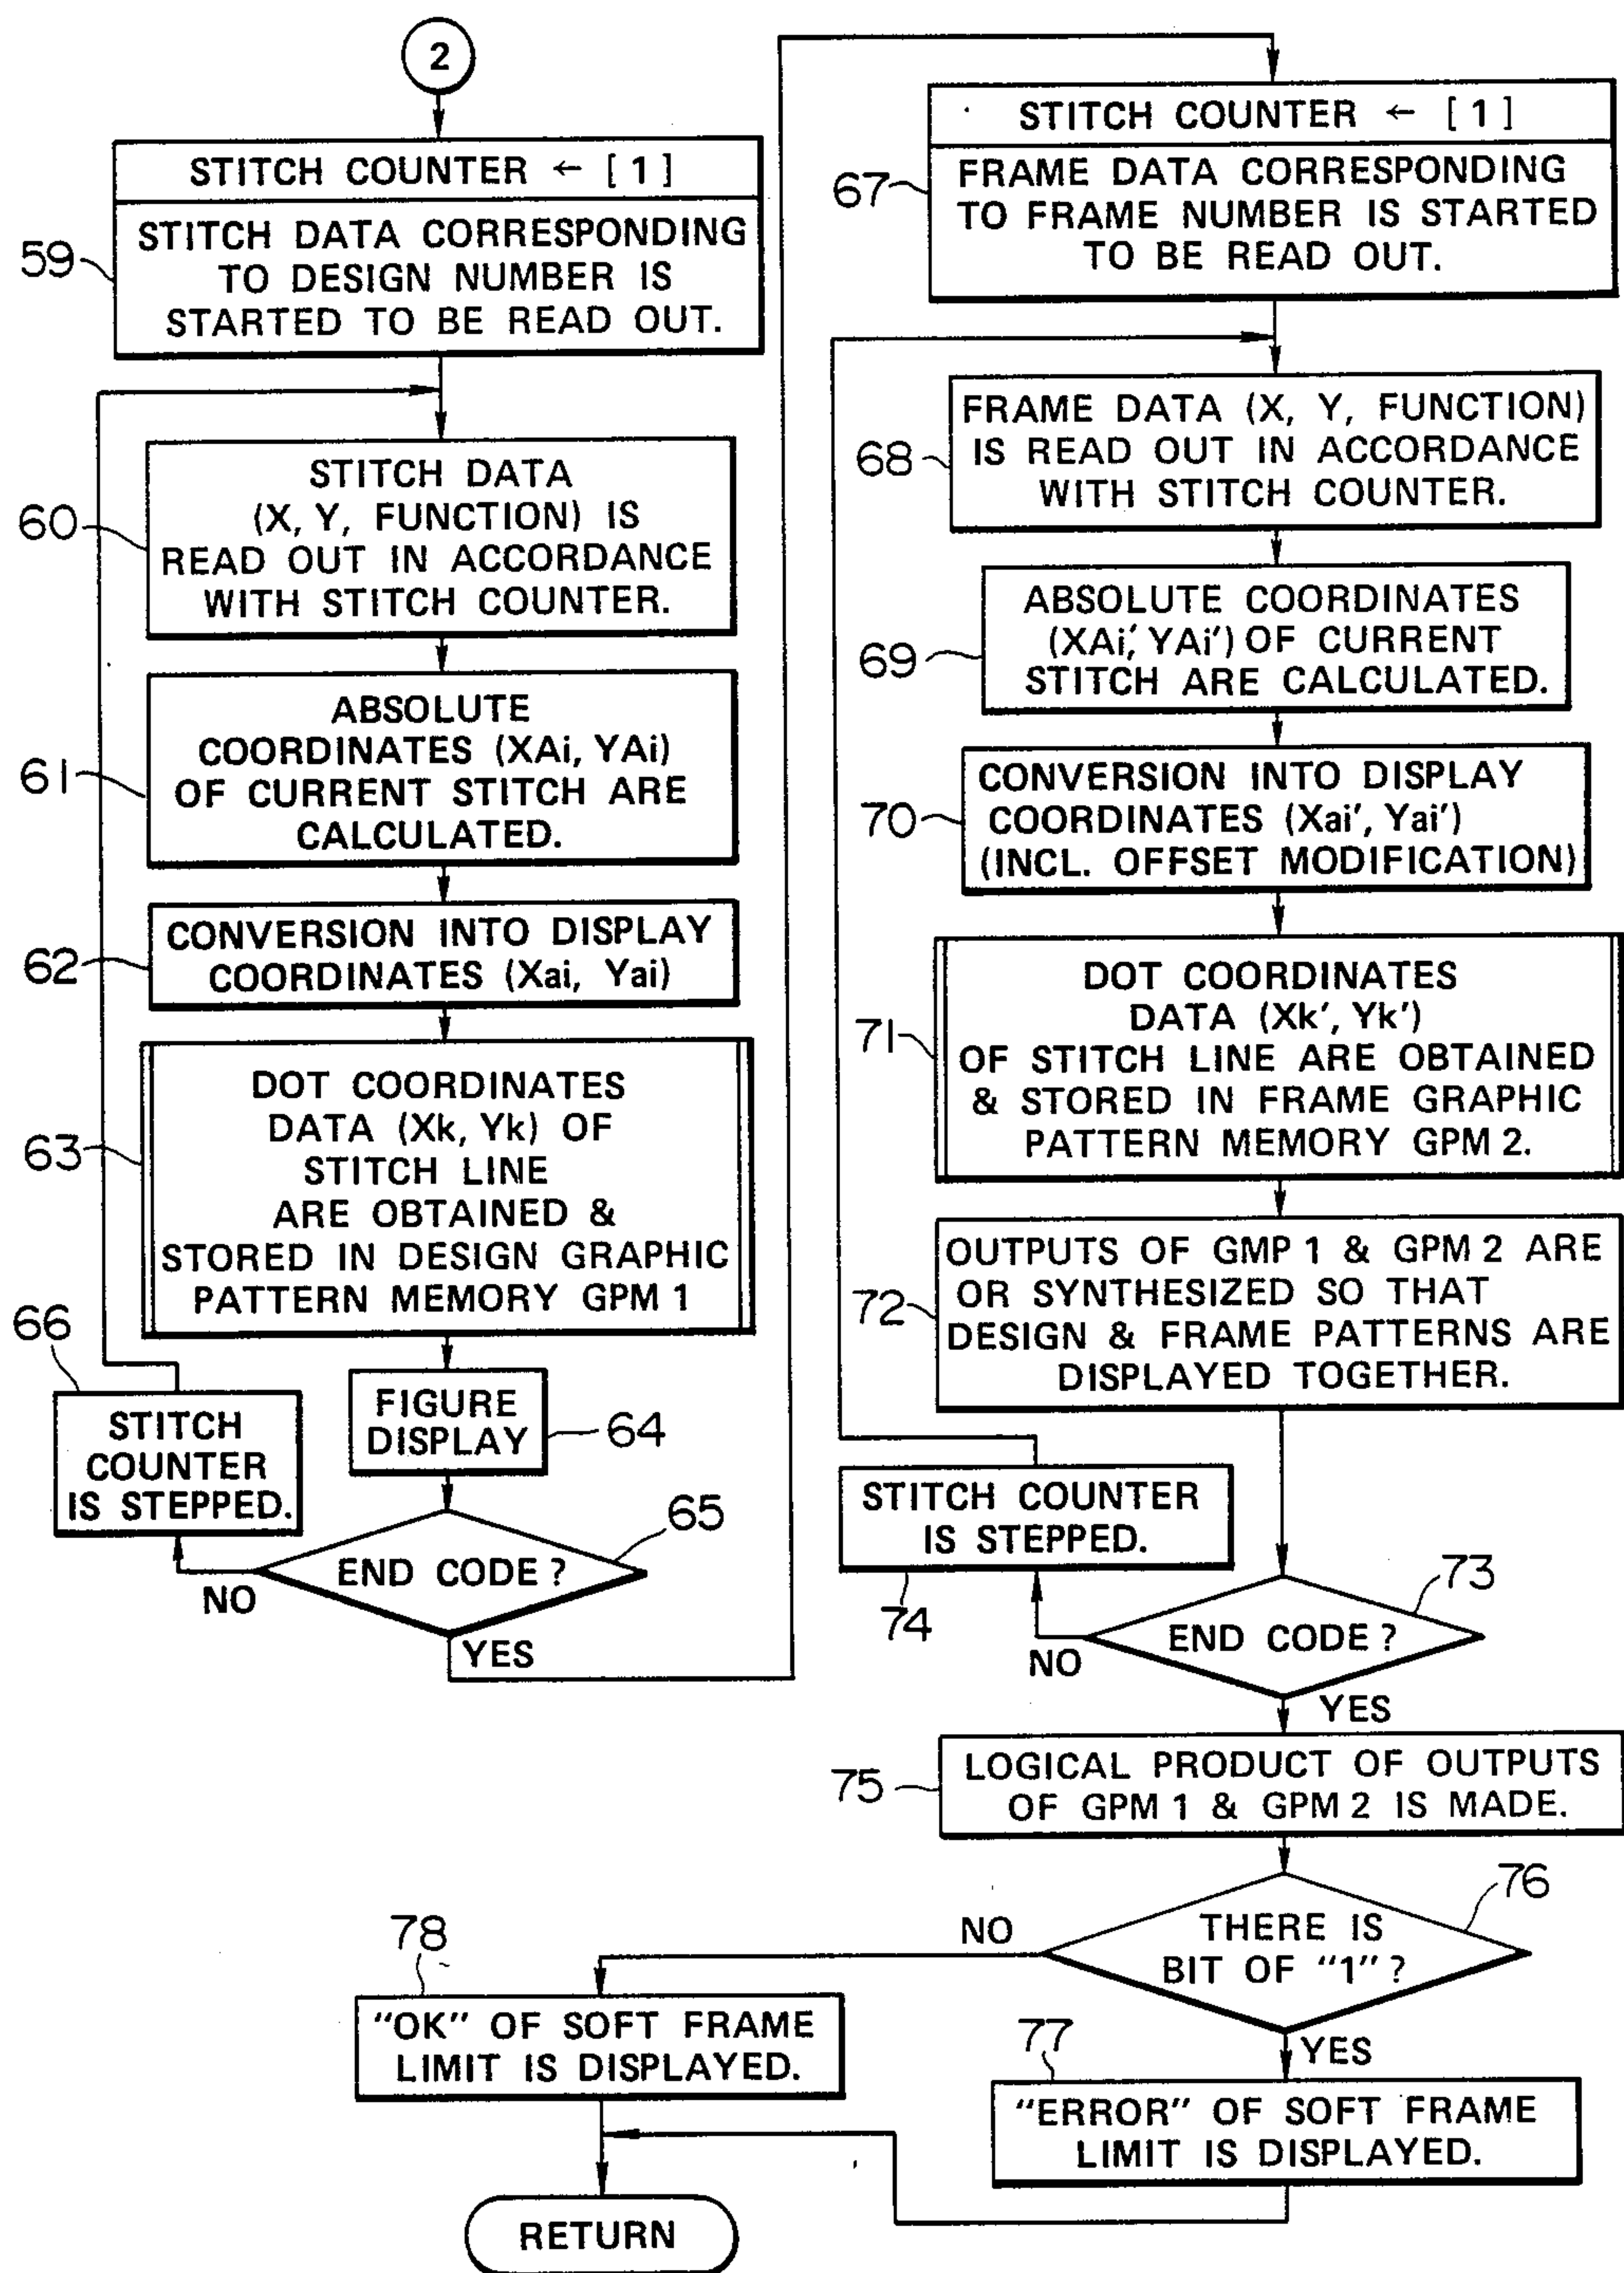 2
STITCH COUNTER ← [1]
59
STITCH DATA CORRESPONDING
TO DESIGN NUMBER IS
STARTED TO BE READ OUT.
60
STITCH DATA
(X, Y, FUNCTION) IS
READ OUT IN ACCORDANCE
WITH STITCH COUNTER.
61
ABSOLUTE
COORDINATES (XAi, YAi)
OF CURRENT STITCH ARE
CALCULATED.
62
CONVERSION INTO DISPLAY
COORDINATES (Xai, Yai)
63
DOT COORDINATES
DATA (Xk, Yk) OF
STITCH LINE
ARE OBTAINED &
STORED IN DESIGN GRAPHIC
PATTERN MEMORY GPM 1
66
STITCH
COUNTER
IS STEPPED.
FIGURE
DISPLAY
64
65
END CODE?
NO
YES
STITCH COUNTER ← [1]
67
FRAME DATA CORRESPONDING
TO FRAME NUMBER IS STARTED
TO BE READ OUT.
68
FRAME DATA (X, Y, FUNCTION)
IS READ OUT IN ACCORDANCE
WITH STITCH COUNTER.
69
ABSOLUTE COORDINATES
(XAi', YAi') OF CURRENT
STITCH ARE CALCULATED.
70
CONVERSION INTO DISPLAY
COORDINATES (Xai', Yai')
(INCL. OFFSET MODIFICATION)
71
DOT COORDINATES
DATA (Xk', Yk')
OF STITCH LINE ARE OBTAINED
& STORED IN FRAME GRAPHIC
PATTERN MEMORY GPM 2.
72
OUTPUTS OF GMP 1 & GPM 2 ARE
OR SYNTHESIZED SO THAT
DESIGN & FRAME PATTERNS ARE
DISPLAYED TOGETHER.
STITCH COUNTER
IS STEPPED.
74
73
END CODE?
NO
YES
75
LOGICAL PRODUCT OF OUTPUTS
OF GPM 1 & GPM 2 IS MADE.
76
THERE IS
BIT OF "1"?
NO
YES
78
"OK" OF SOFT FRAME
LIMIT IS DISPLAYED.
77
"ERROR" OF SOFT FRAME
LIMIT IS DISPLAYED.
RETURN